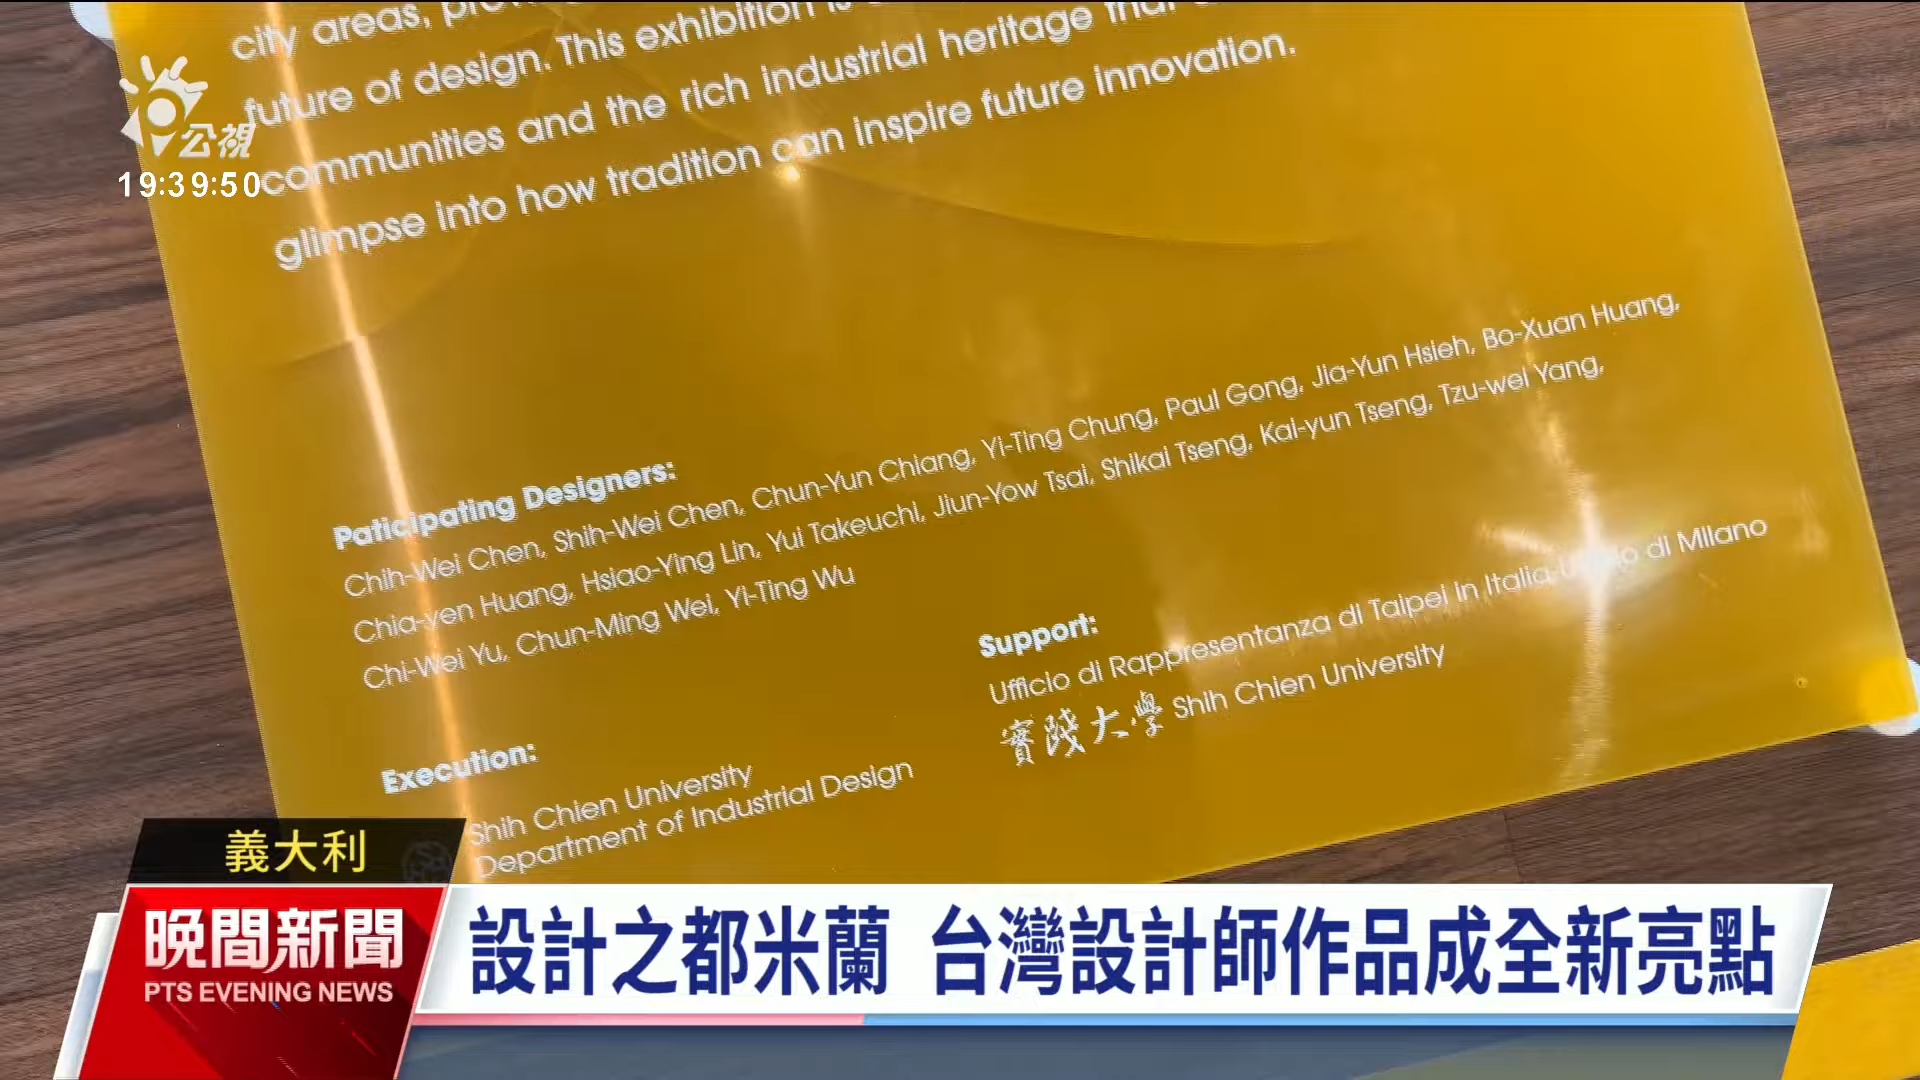 city areas,
future of design. This exhibition is
communities and the rich industrial heritage that
glimpse into how tradition can inspire future innovation.
公視
19:39:50
Paticipating Designers:
Chih-Wei Chen, Shih-Wei Chen, Chun-Yun Chiang, Yi-Ting Chung, Paul Gong, Jia-Yun Hsieh, Bo-Xuan Huang,
Chia-yen Huang, Hsiao-Ying Lin, Yui Takeuchi, Jiun-Yow Tsai, Shikai Tseng, Kai-yun Tseng, Tzu-wei Yang,
Chi-Wei Yu, Chun-Ming Wei, Yi-Ting Wu
Support:
Ufficio di Rappresentanza di Taipei in Italia, di Milano
實踐大學 Shih Chien University
Execution:
Shih Chien University
Department of Industrial Design
義大利
晚間新聞
PTS EVENING NEWS
設計之都米蘭 台灣設計師作品成全新亮點